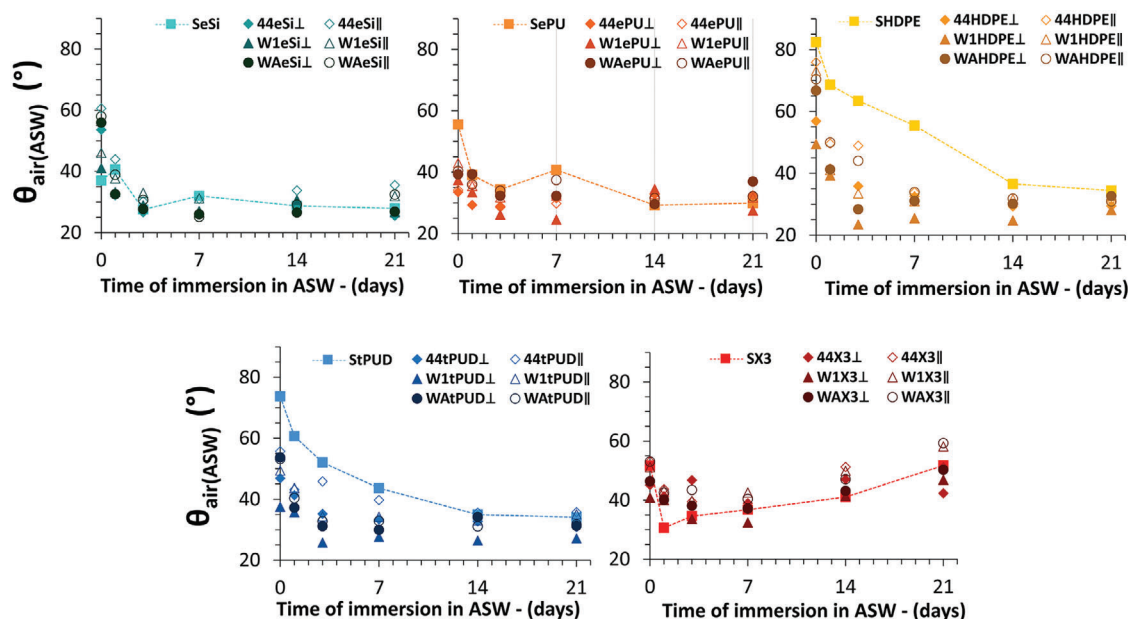 θair(ASW) (°)
80
60
40
20
SeSi 44eSi⊥ 44eSi∥
W1eSi⊥ W1eSi∥
WAeSi⊥ WAeSi∥
0 7 14 21
Time of immersion in ASW - (days)
80
60
40
20
SePU 44ePU⊥ 44ePU∥
W1ePU⊥ W1ePU∥
WAePU⊥ WAePU∥
0 7 14 21
Time of immersion in ASW - (days)
80
60
40
20
SHDPE 44HDPE⊥ 44HDPE∥
W1HDPE⊥ W1HDPE∥
WAHDPE⊥ WAHDPE∥
0 7 14 21
Time of immersion in ASW - (days)
θair(ASW) (°)
80
60
40
20
StPUD 44tPUD⊥ 44tPUD∥
W1tPUD⊥ W1tPUD∥
WAtPUD⊥ WAtPUD∥
0 7 14 21
Time of immersion in ASW - (days)
80
60
40
20
SX3 44X3⊥ 44X3∥
W1X3⊥ W1X3∥
WAX3⊥ WAX3∥
0 7 14 21
Time of immersion in ASW - (days)